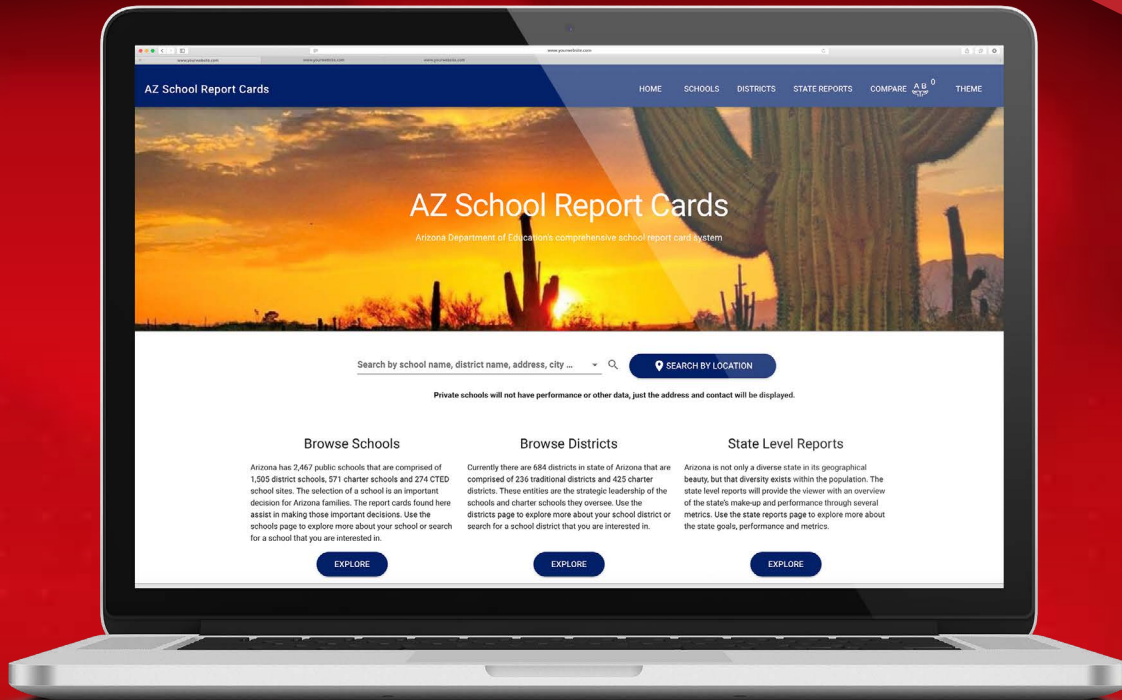 www.yourwebsite.com
www.yourwebsite.com www.yourwebsite.com www.yourwebsite.com
AZ School Report Cards HOME SCHOOLS DISTRICTS STATE REPORTS COMPARE A B 0 THEME
AZ School Report Cards
Arizona Department of Education's comprehensive school report card system
Search by school name, district name, address, city ... SEARCH BY LOCATION
Private schools will not have performance or other data, just the address and contact will be displayed.
Browse Schools
Arizona has 2,467 public schools that are comprised of
1,505 district schools, 571 charter schools and 274 CTED
school sites. The selection of a school is an important
decision for Arizona families. The report cards found here
assist in making those important decisions. Use the
schools page to explore more about your school or search
for a school that you are interested in.
EXPLORE
Browse Districts
Currently there are 684 districts in state of Arizona that are
comprised of 236 traditional districts and 425 charter
districts. These entities are the strategic leadership of the
schools and charter schools they oversee. Use the
districts page to explore more about your school district or
search for a school district that you are interested in.
EXPLORE
State Level Reports
Arizona is not only a diverse state in its geographical
beauty, but that diversity exists within the population. The
state level reports will provide the viewer with an overview
of the state's make-up and performance through several
metrics. Use the state reports page to explore more about
the state goals, performance and metrics.
EXPLORE